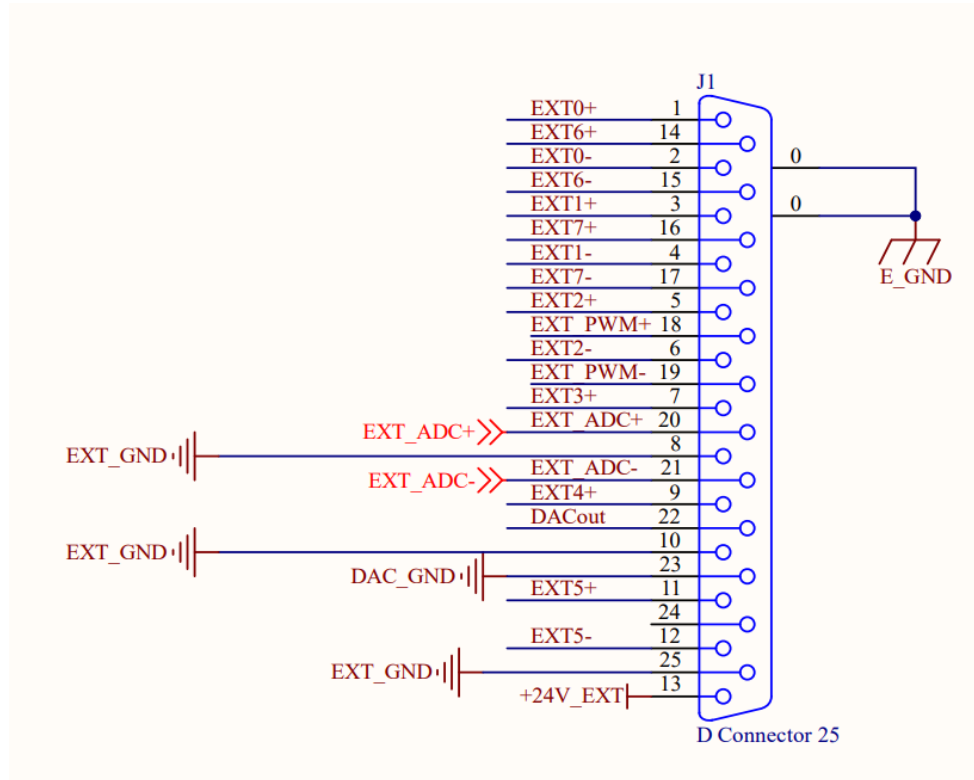 J1
EXT0+ 1
EXT6+ 14
0
EXT0- 2
EXT6- 15
0
EXT1+ 3
EXT7+ 16
EXT1- 4
E_GND
EXT7- 17
EXT2+ 5
EXT_PWM+ 18
EXT2- 6
EXT_PWM- 19
EXT3+ 7
EXT_ADC+ EXT_ADC+ 20
EXT_GND 8
EXT_ADC- EXT_ADC- 21
EXT4+ 9
DACout 22
EXT_GND 10
DAC_GND 23
EXT5+ 11
24
EXT5- 12
EXT_GND 25
+24V_EXT 13
D Connector 25